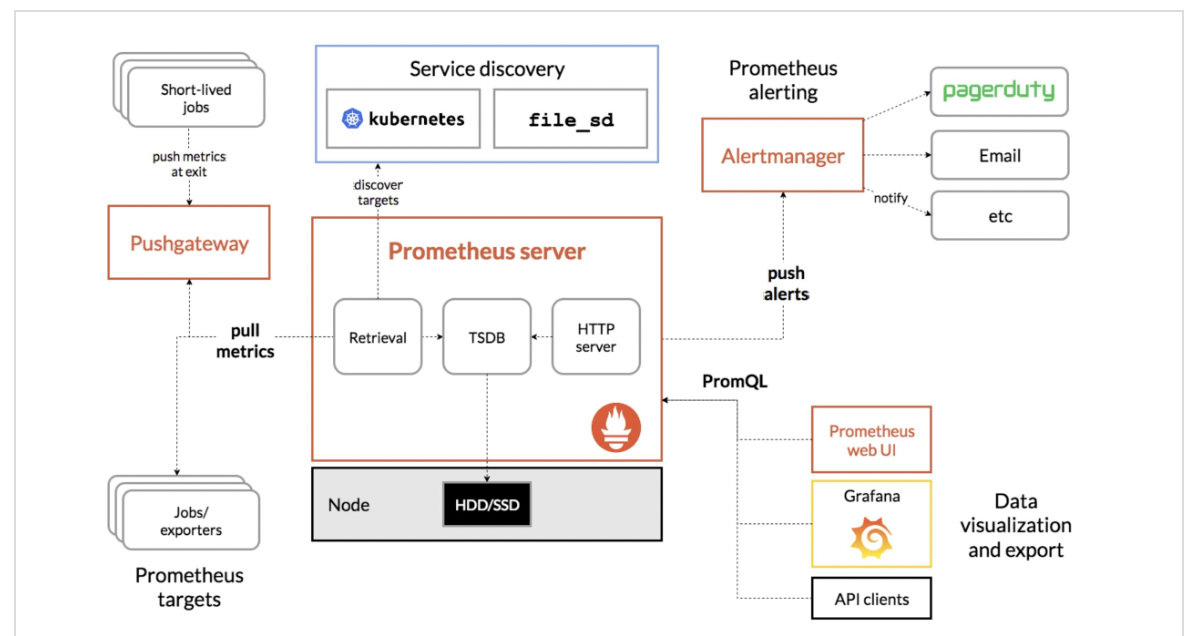 Short-lived
jobs
push metrics
at exit
Pushgateway
pull
metrics
Jobs/
exporters
Prometheus
targets
Service discovery
kubernetes
file_sd
discover
targets
Prometheus server
Retrieval
TSDB
HTTP
server
Node
HDD/SSD
Prometheus
alerting
Alertmanager
pagerduty
Email
etc
notify
push
alerts
PromQL
Prometheus
web UI
Grafana
API clients
Data
visualization
and export